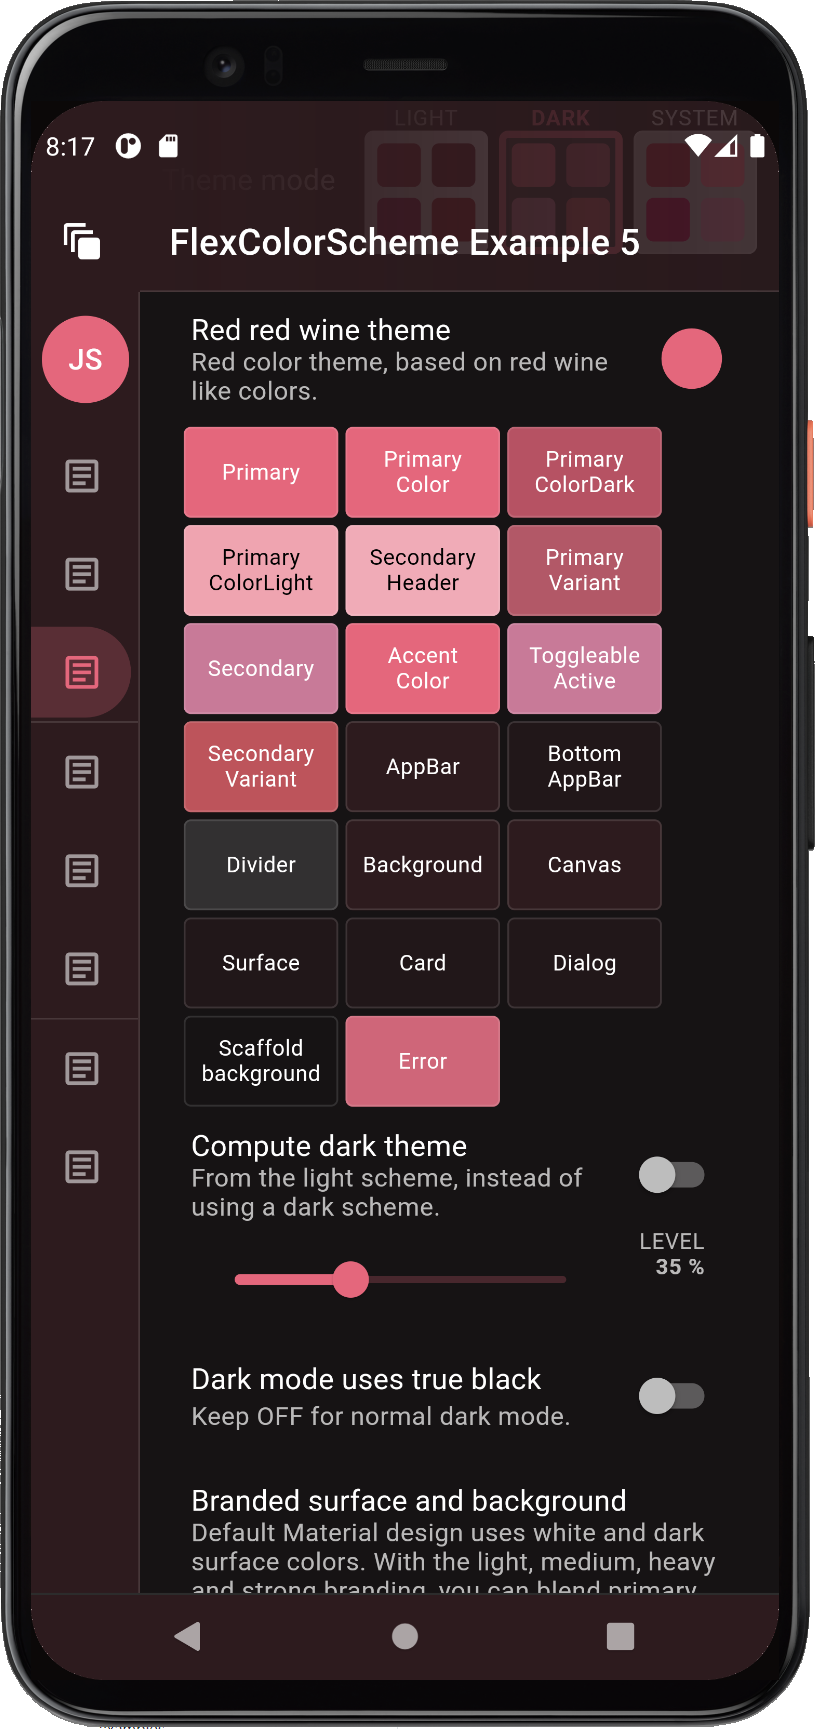 LIGHT DARK SYSTEM
8:17
Theme mode
FlexColorScheme Example 5
JS
Red red wine theme
Red color theme, based on red wine
like colors.
Primary
Primary
Color
Primary
ColorDark
Primary
ColorLight
Secondary
Header
Primary
Variant
Secondary
Accent
Color
Toggleable
Active
Secondary
Variant
AppBar
Bottom
AppBar
Divider
Background
Canvas
Surface
Card
Dialog
Scaffold
background
Error
Compute dark theme
From the light scheme, instead of
using a dark scheme.
LEVEL
35 %
Dark mode uses true black
Keep OFF for normal dark mode.
Branded surface and background
Default Material design uses white and dark
surface colors. With the light, medium, heavy
and strong branding, you can blend primary